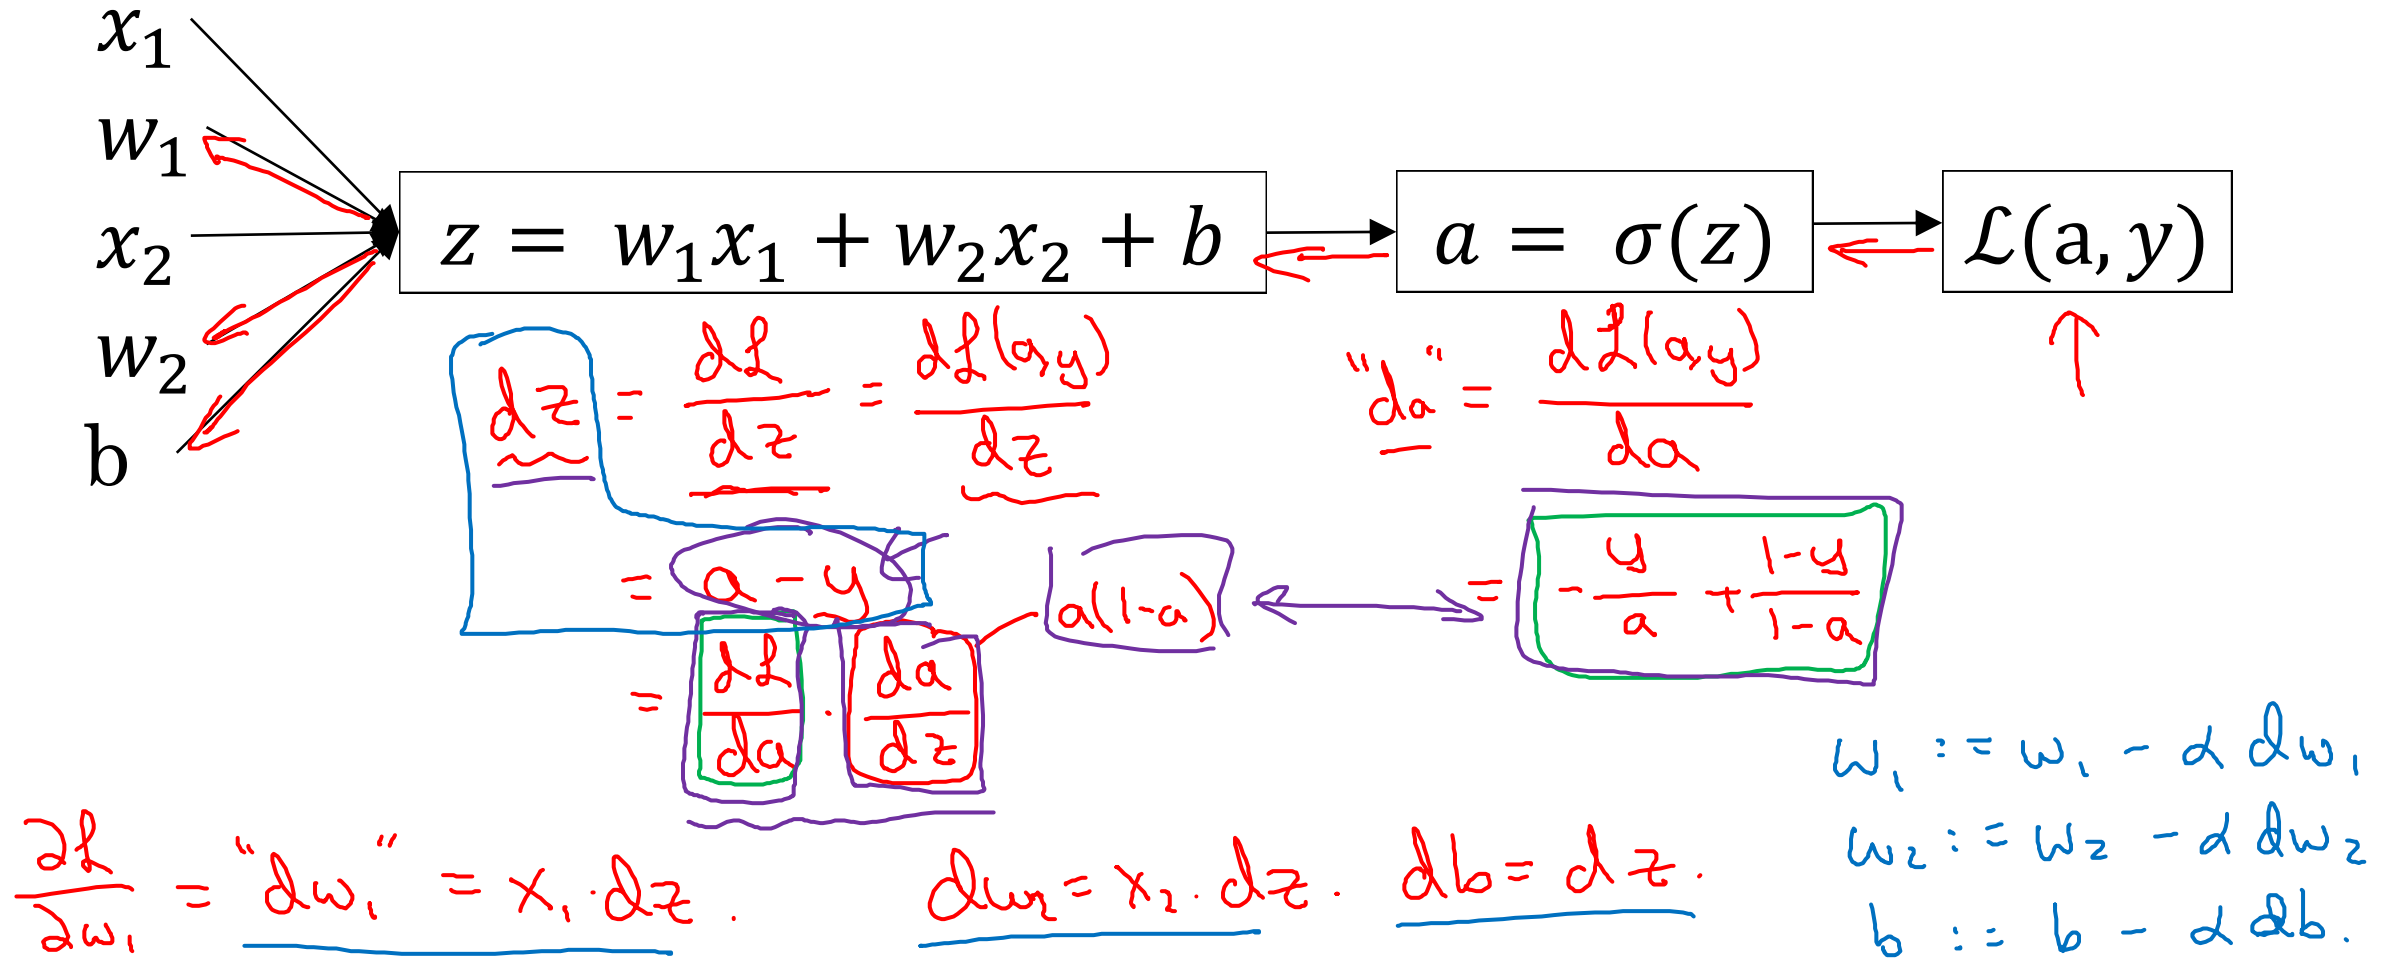 x₁
w₁
x₂
w₂
b
z = w₁x₁ + w₂x₂ + b
a = σ(z)
ℒ(a, y)
dz = dℒ/dz = dℒ(a,y)/dz
"da" = dℒ(a,y)/da
= a - y
a(1-a)
= - y/a + 1-y/1-a
= dℒ/da · da/dz
∂ℒ/∂w₁ = "dw₁" = x₁ · dz.
dw₂ = x₂ · dz.
db = dz.
w₁ := w₁ - α dw₁
w₂ := w₂ - α dw₂
b := b - α db.